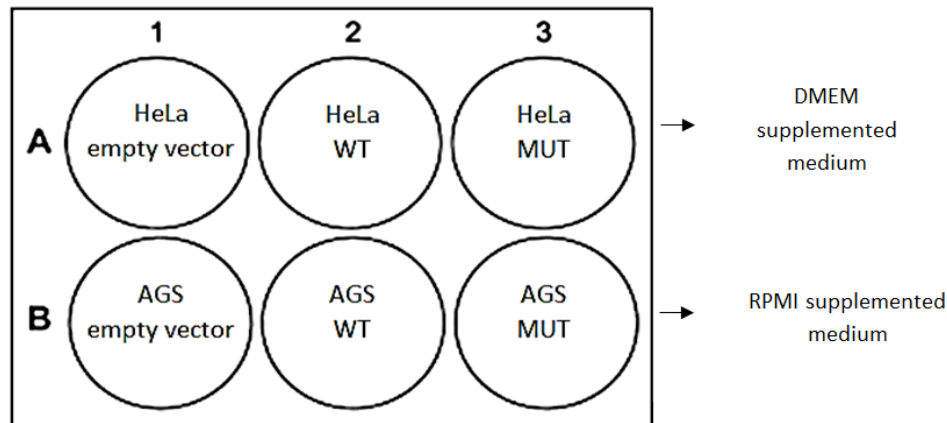 1 2 3
A
HeLa
empty vector
HeLa
WT
HeLa
MUT
DMEM
supplemented
medium
B
AGS
empty vector
AGS
WT
AGS
MUT
RPMI supplemented
medium